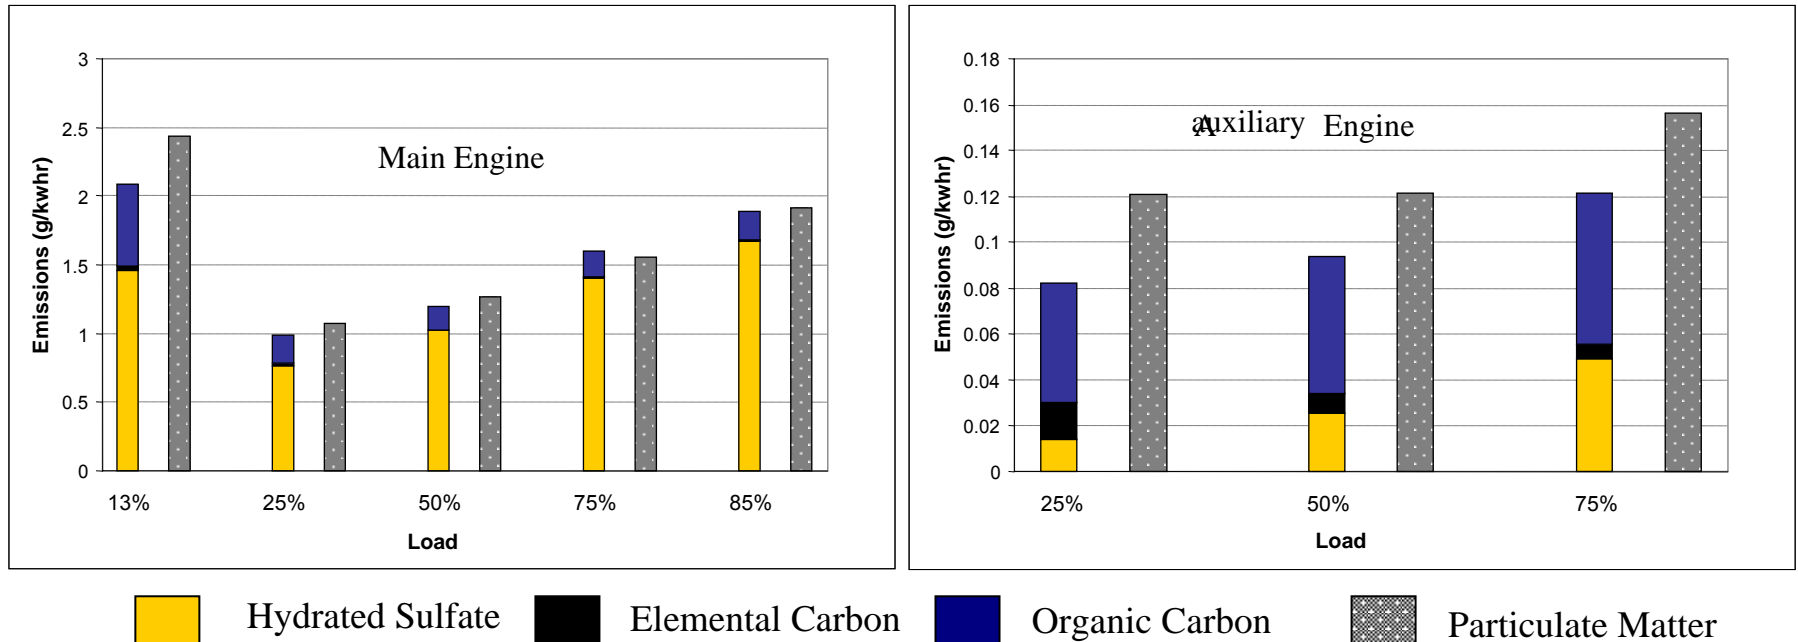 3
2.5
2
1.5
1
0.5
0
Emissions (g/kwhr)
Main Engine
13% 25% 50% 75% 85%
Load
0.18
0.16
0.14
0.12
0.1
0.08
0.06
0.04
0.02
0
Emissions (g/kwhr)
Aauxiliary Engine
25% 50% 75%
Load
Hydrated Sulfate Elemental Carbon Organic Carbon Particulate Matter